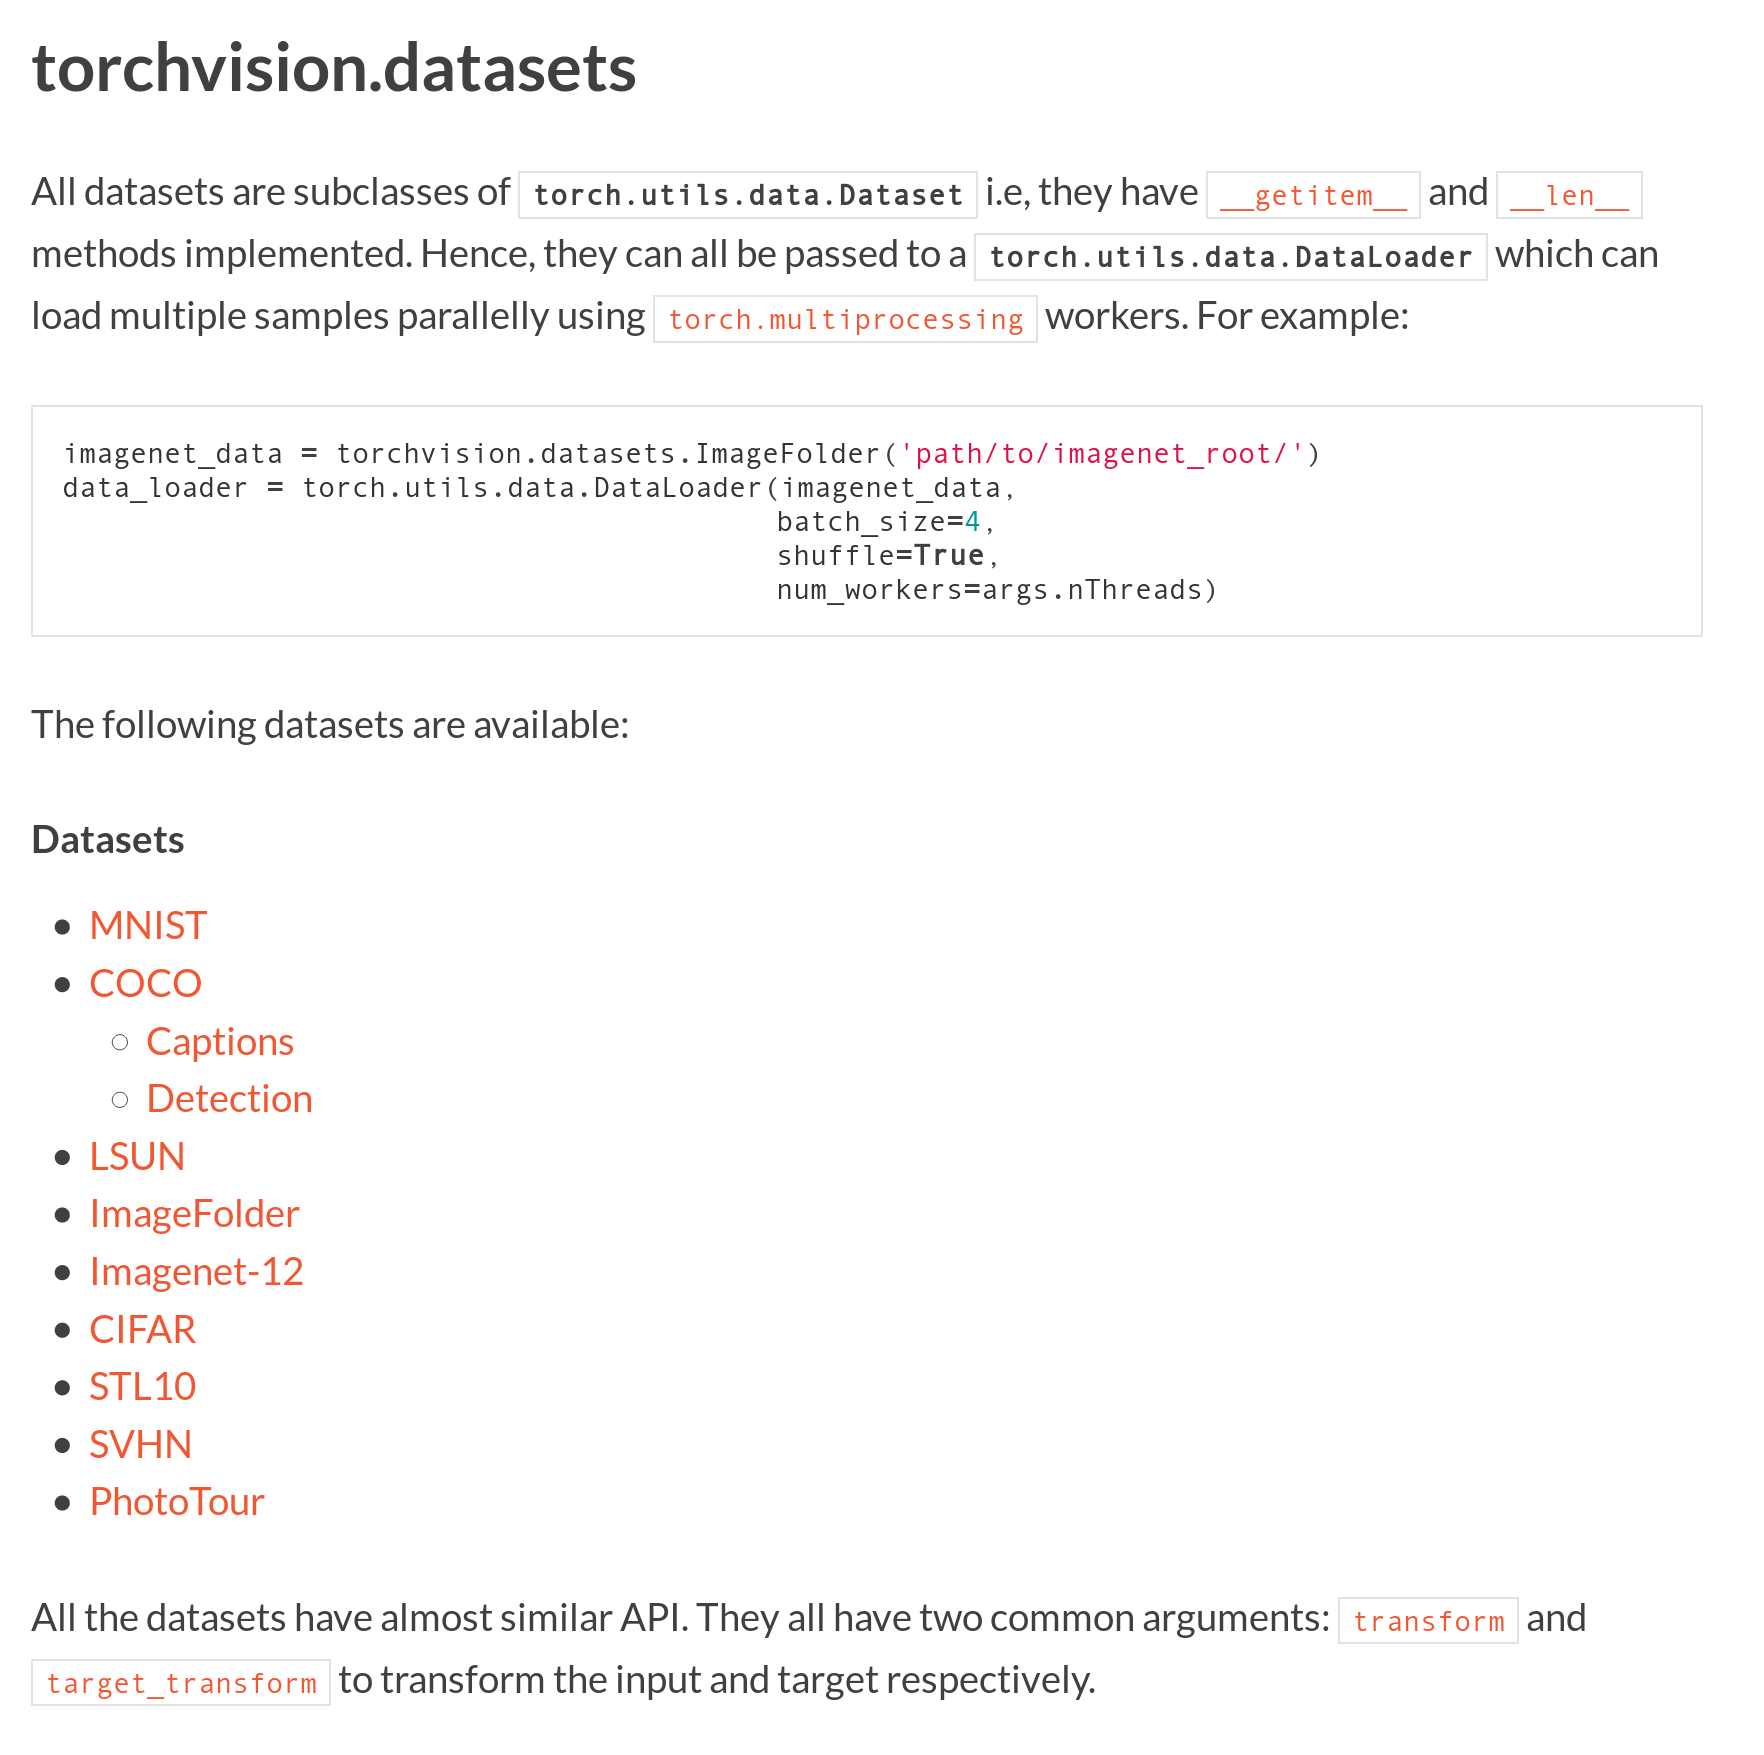 torchvision.datasets
All datasets are subclasses of torch.utils.data.Dataset i.e, they have __getitem__ and __len__
methods implemented. Hence, they can all be passed to a torch.utils.data.DataLoader which can
load multiple samples parallelly using torch.multiprocessing workers. For example:
imagenet_data = torchvision.datasets.ImageFolder('path/to/imagenet_root/')
data_loader = torch.utils.data.DataLoader(imagenet_data,
                                          batch_size=4,
                                          shuffle=True,
                                          num_workers=args.nThreads)
The following datasets are available:
Datasets
• MNIST
• COCO
  ◦ Captions
  ◦ Detection
• LSUN
• ImageFolder
• Imagenet-12
• CIFAR
• STL10
• SVHN
• PhotoTour
All the datasets have almost similar API. They all have two common arguments: transform and
target_transform to transform the input and target respectively.